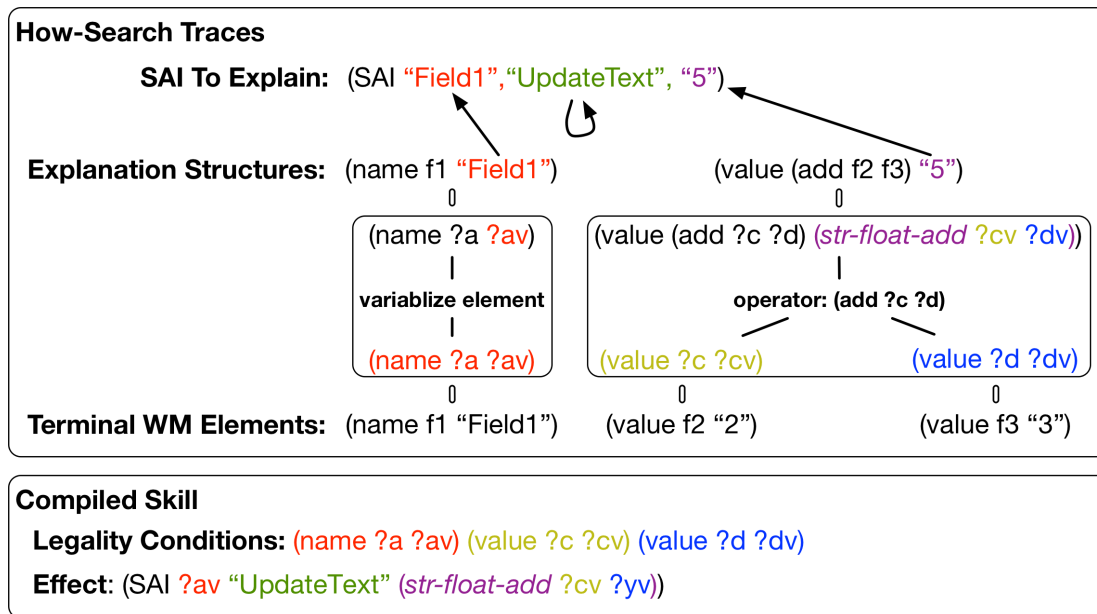 How-Search Traces
SAI To Explain: (SAI “Field1”,“UpdateText”, “5”)
Explanation Structures: (name f1 “Field1”) (value (add f2 f3) “5”)
(name ?a ?av) (value (add ?c ?d) (str-float-add ?cv ?dv))
variablize element operator: (add ?c ?d)
(name ?a ?av) (value ?c ?cv) (value ?d ?dv)
Terminal WM Elements: (name f1 “Field1”) (value f2 “2”) (value f3 “3”)
Compiled Skill
Legality Conditions: (name ?a ?av) (value ?c ?cv) (value ?d ?dv)
Effect: (SAI ?av “UpdateText” (str-float-add ?cv ?yv))